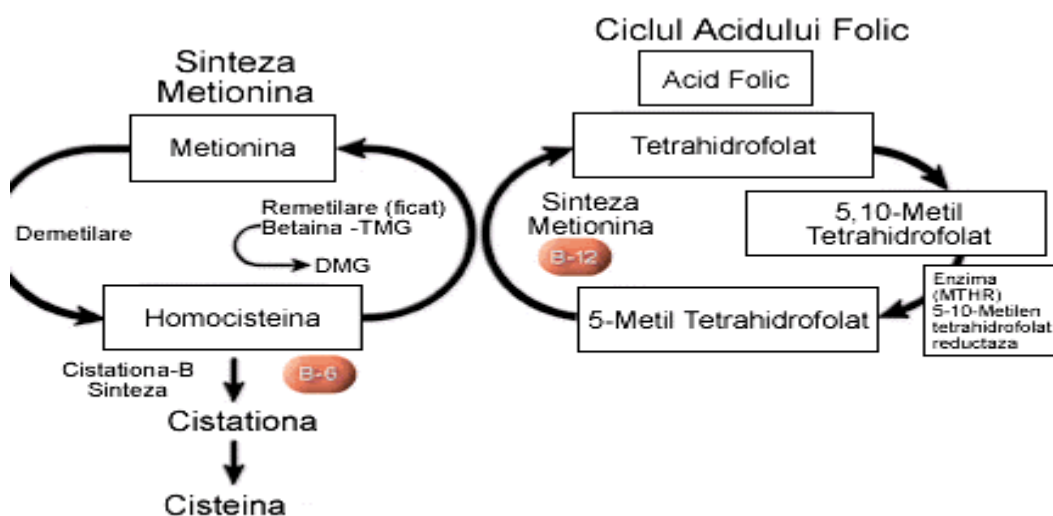 Sinteza
Metionina
Metionina
Demetilare
Remetilare (ficat)
Betaina -TMG
DMG
Homocisteina
Cistationa-B
Sinteza
B-6
Cistationa
Cisteina
Ciclul Acidului Folic
Acid Folic
Tetrahidrofolat
Sinteza
Metionina
B-12
5,10-Metil
Tetrahidrofolat
Enzima
(MTHR)
5-10-Metilen
tetrahidrofolat
reductaza
5-Metil Tetrahidrofolat